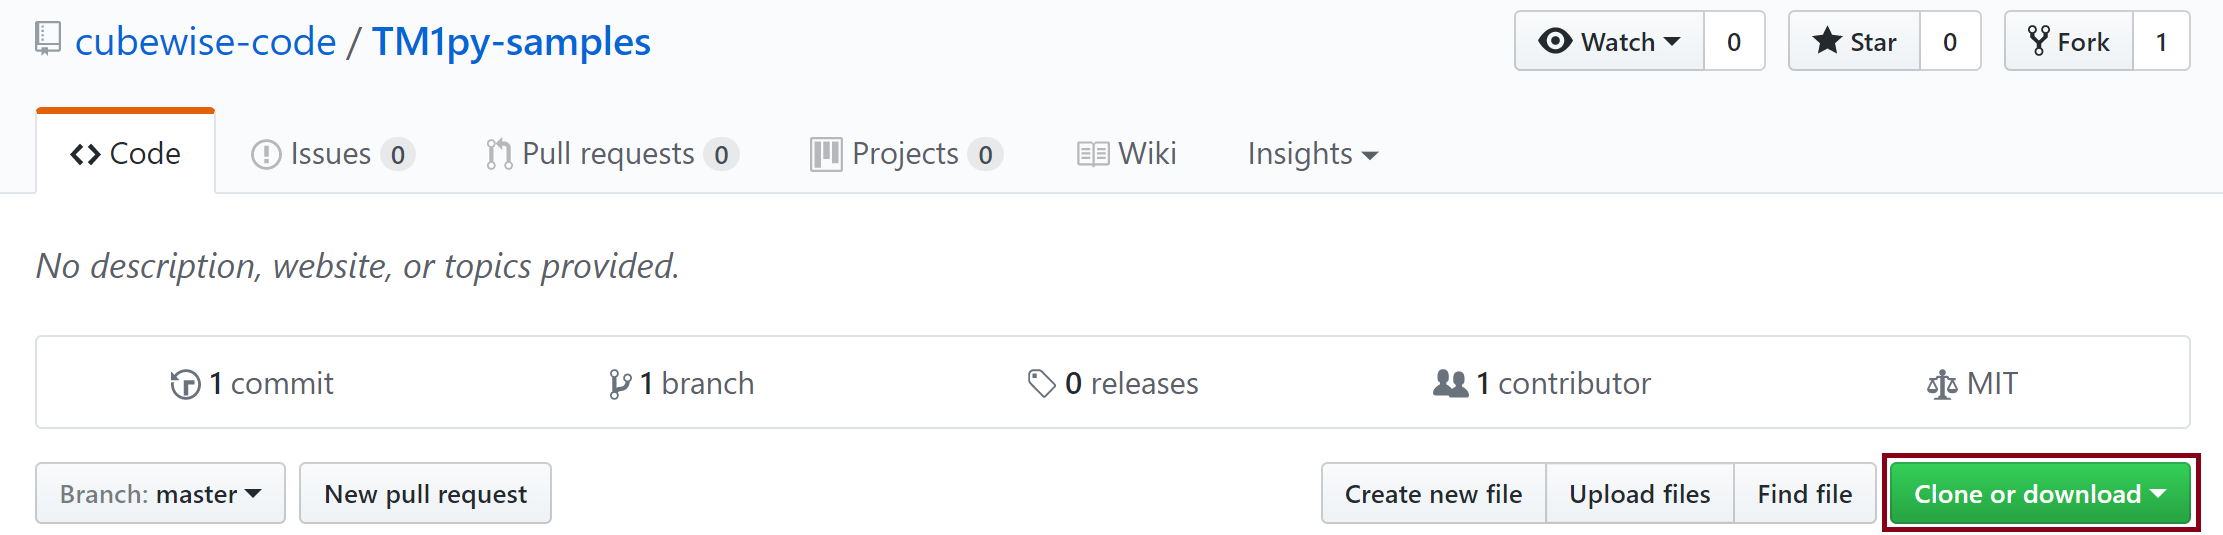 cubewise-code / TM1py-samples Watch 0 Star 0 Fork 1
Code Issues 0 Pull requests 0 Projects 0 Wiki Insights
No description, website, or topics provided.
1 commit 1 branch 0 releases 1 contributor MIT
Branch: master New pull request Create new file Upload files Find file Clone or download